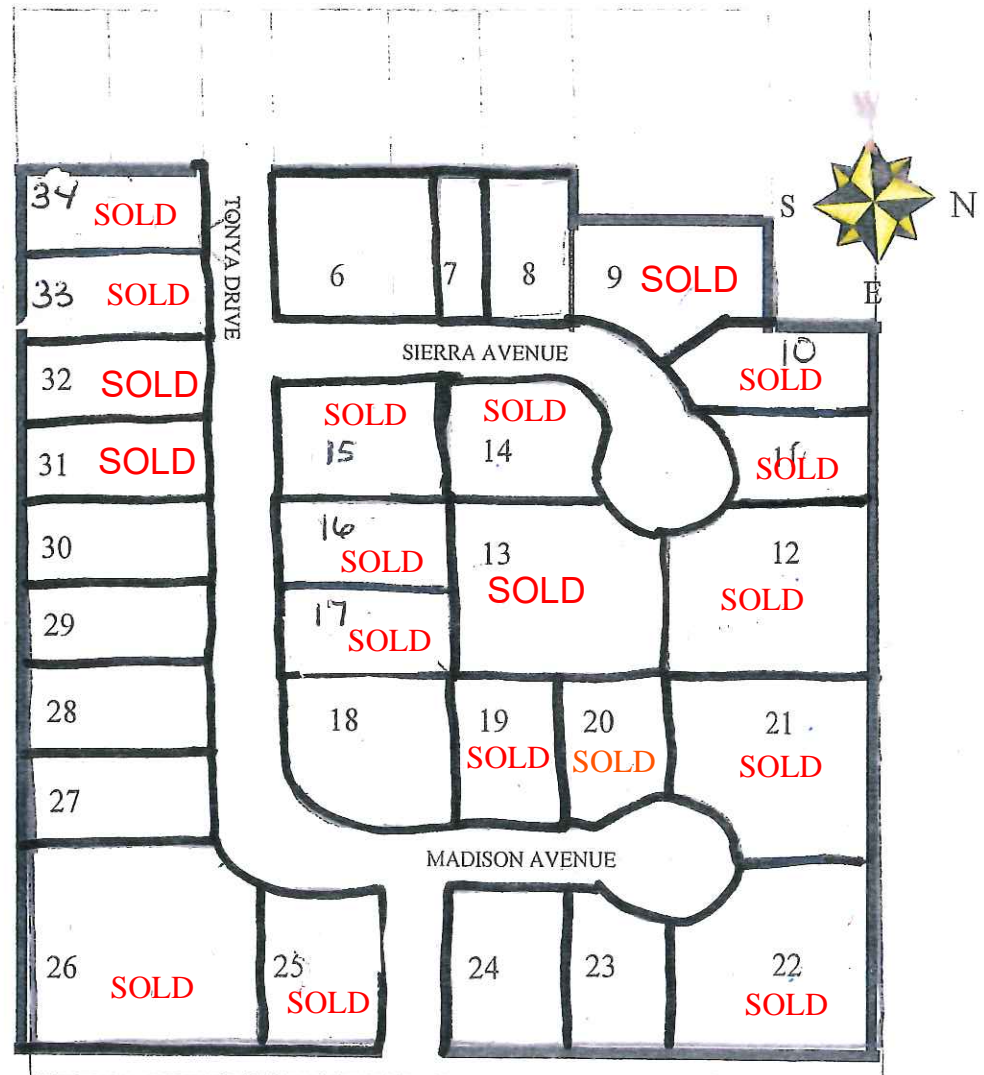 W
S
N
E
34
SOLD
33
SOLD
32
SOLD
31
SOLD
30
29
28
27
26
SOLD
25
SOLD
TONYA DRIVE
6
7
8
9
SOLD
SIERRA AVENUE
10
SOLD
11
SOLD
SOLD
15
SOLD
14
16
SOLD
17
SOLD
13
SOLD
12
SOLD
18
19
SOLD
20
SOLD
21
SOLD
MADISON AVENUE
24
23
22
SOLD